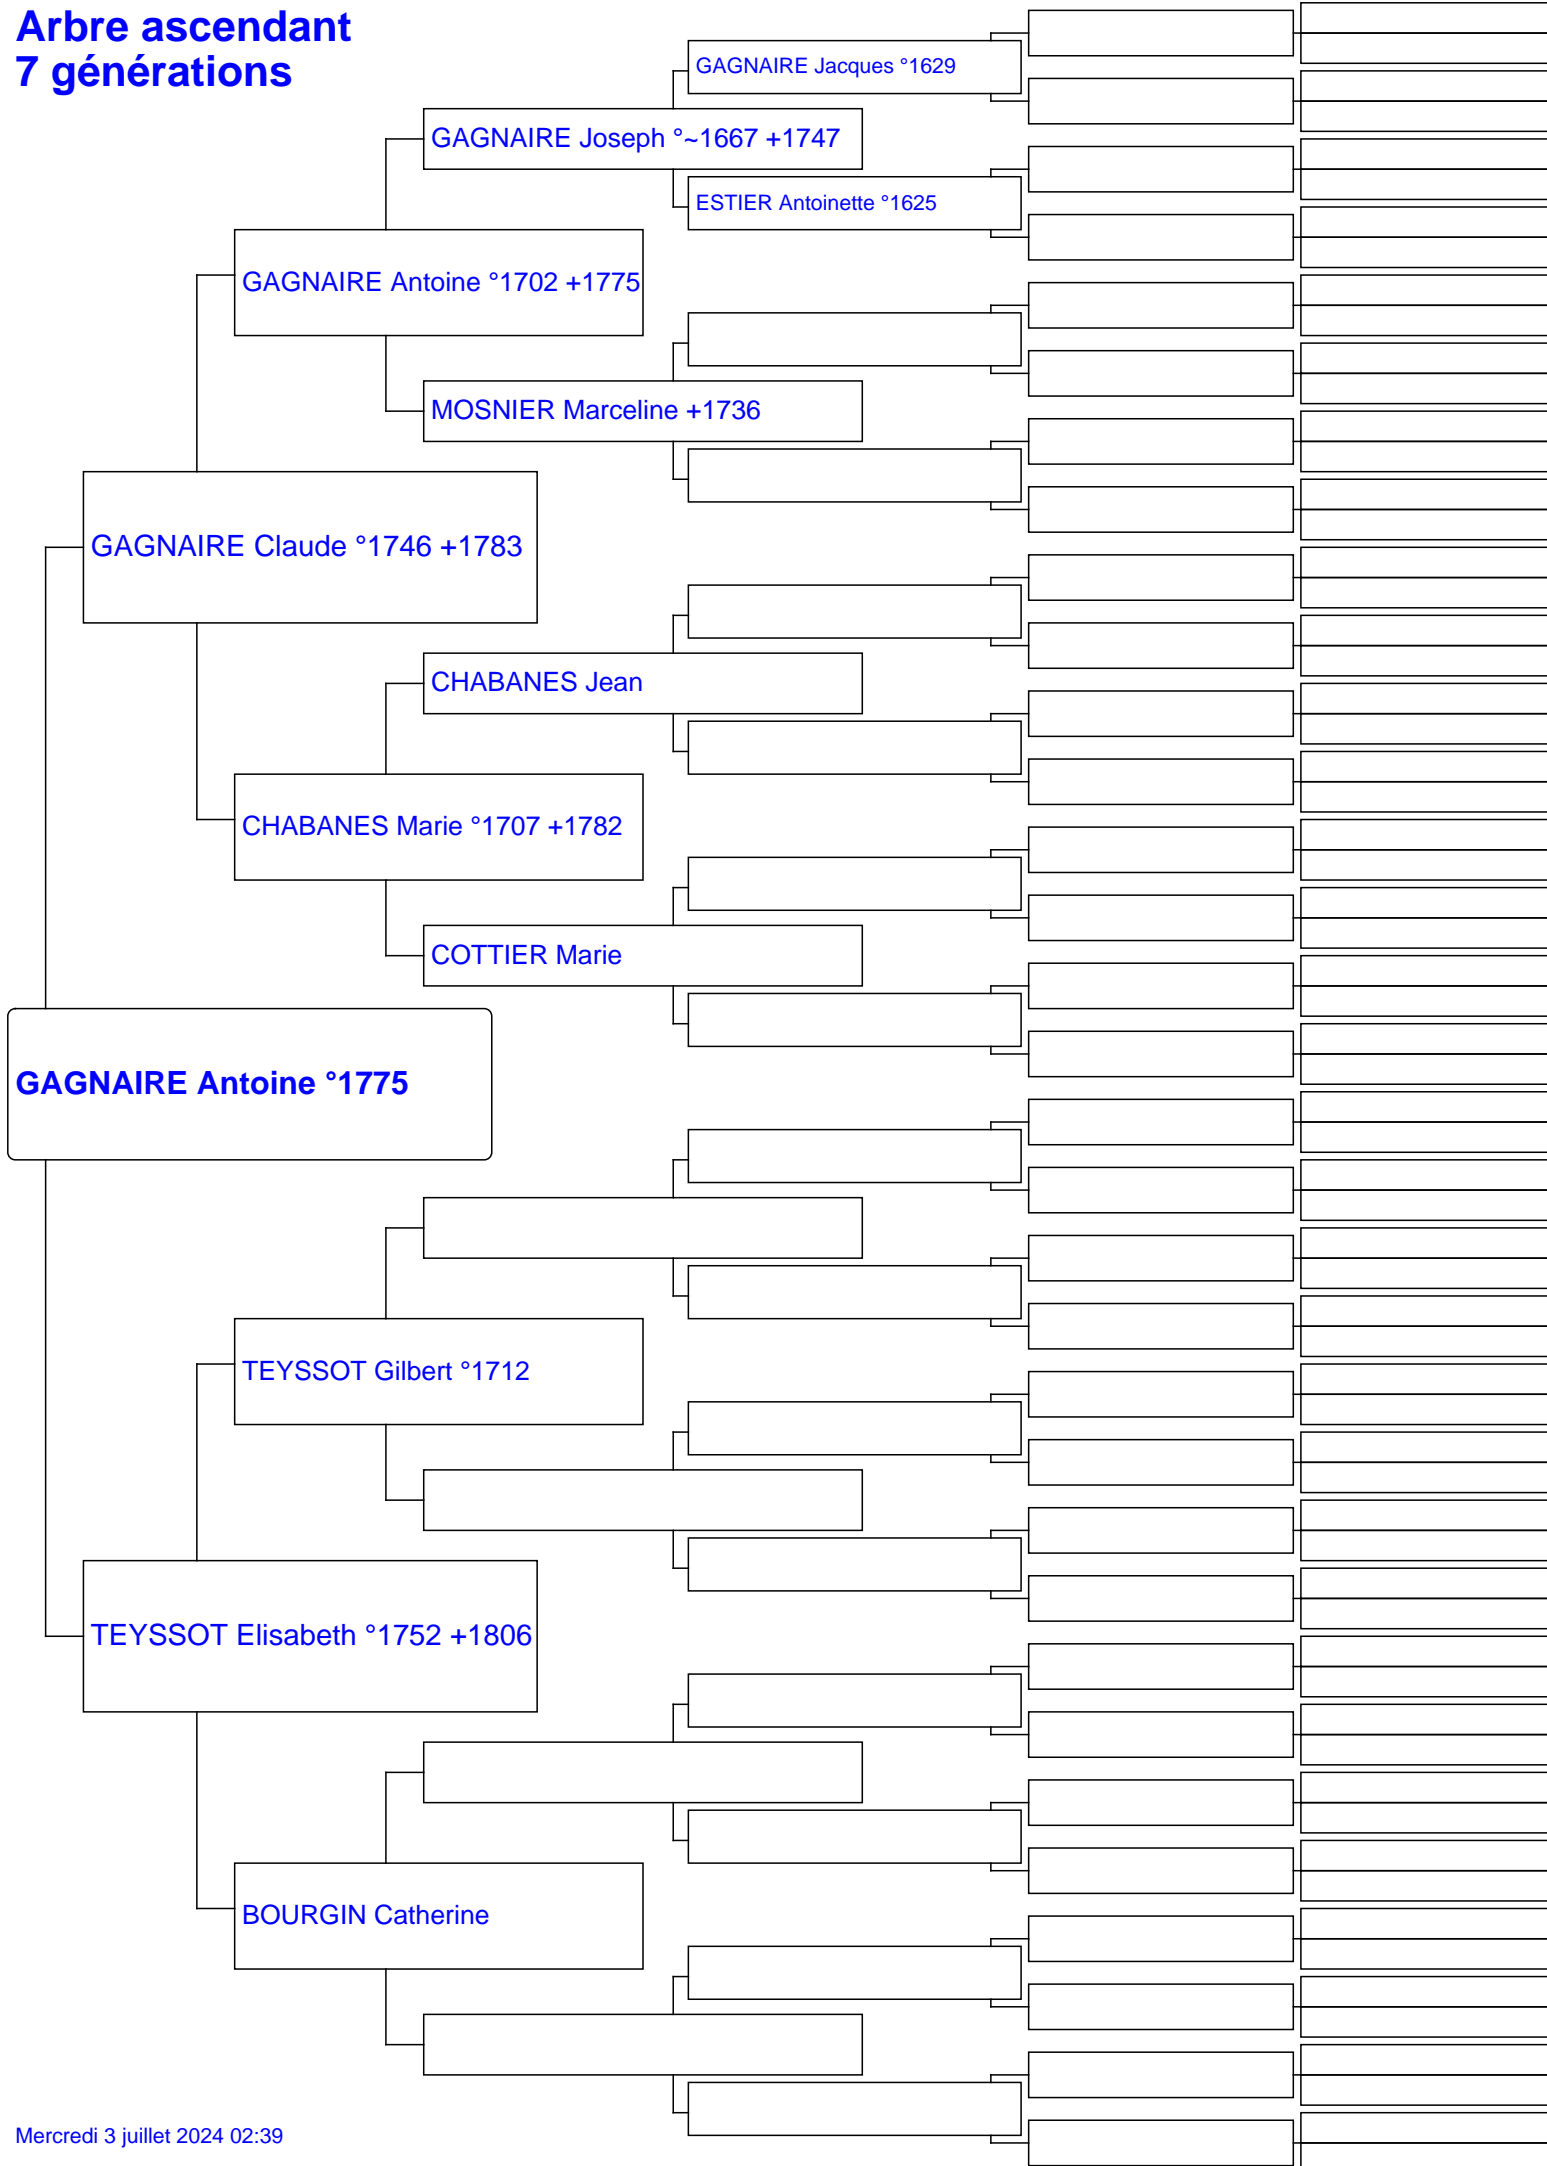 Arbre ascendant
7 générations
GAGNAIRE Jacques °1629
GAGNAIRE Joseph °~1667 +1747
ESTIER Antoinette °1625
GAGNAIRE Antoine °1702 +1775
MOSNIER Marceline +1736
GAGNAIRE Claude °1746 +1783
CHABANES Jean
CHABANES Marie °1707 +1782
COTTIER Marie
GAGNAIRE Antoine °1775
TEYSSOT Gilbert °1712
TEYSSOT Elisabeth °1752 +1806
BOURGIN Catherine
Mercredi 3 juillet 2024 02:39